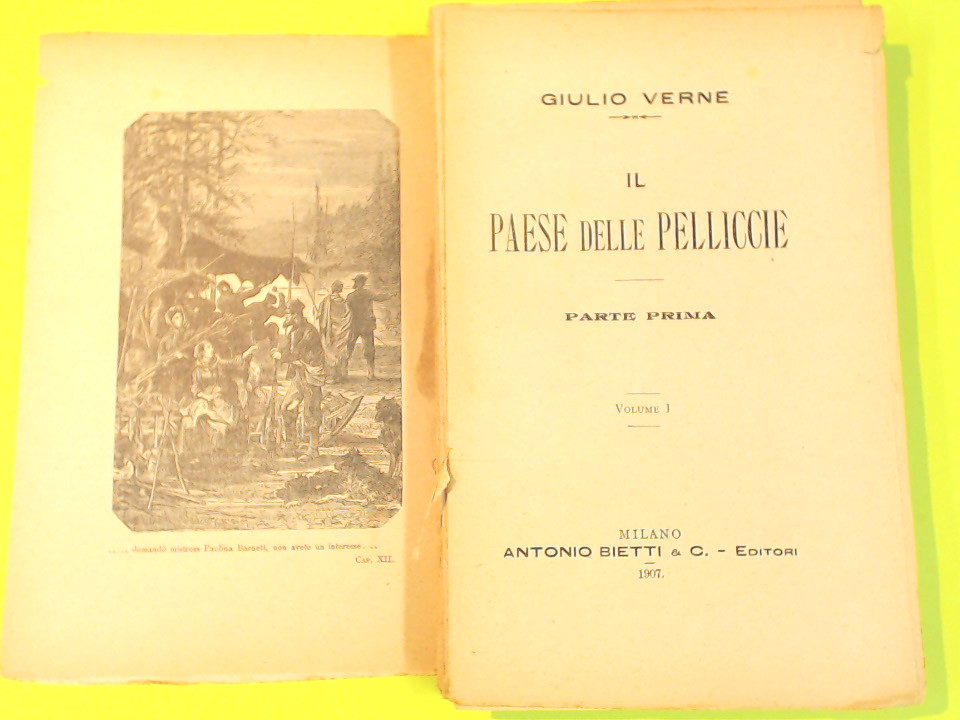 ..... domandò mistress Paolina Barnett, non avete un interesse....
CAP. XII.
GIULIO VERNE
IL
PAESE DELLE PELLICCIE
PARTE PRIMA
VOLUME I
MILANO
ANTONIO BIETTI & C. - EDITORI
1907.